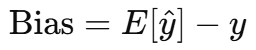 Bias = E[ŷ] − y